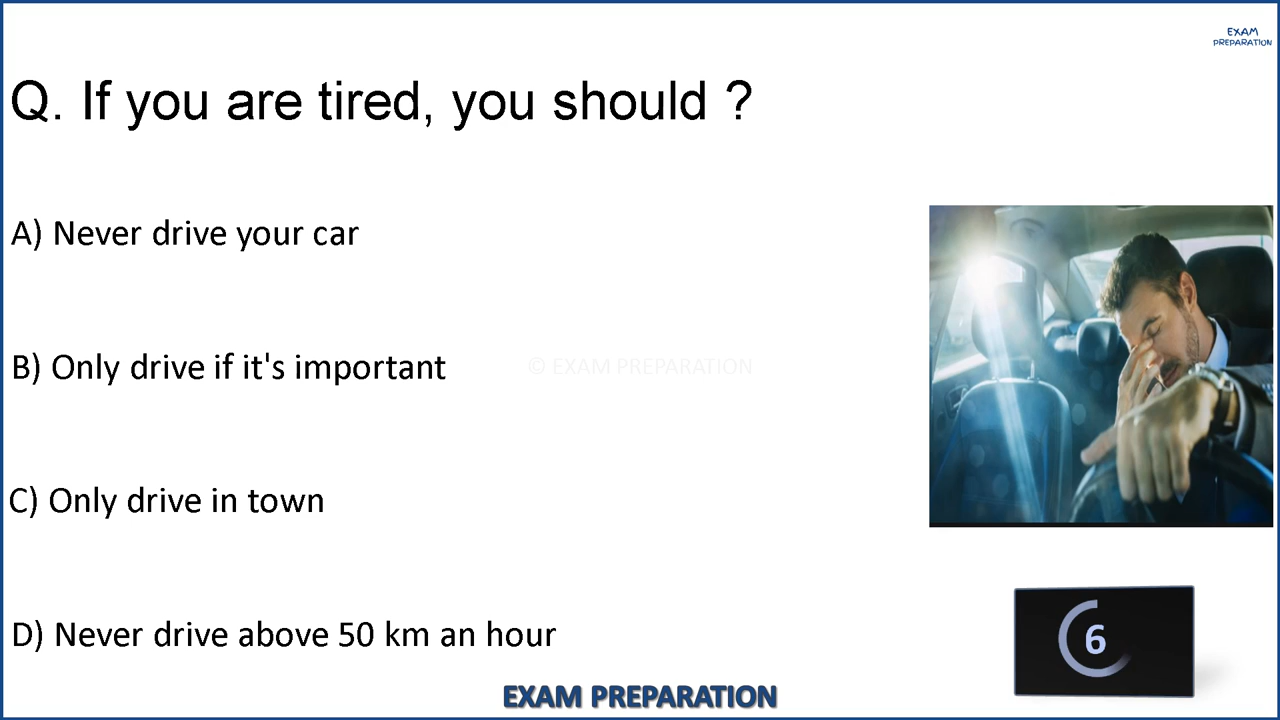 EXAM
PREPARATION
Q. If you are tired, you should ?
A) Never drive your car
B) Only drive if it's important
© EXAM PREPARATION
C) Only drive in town
D) Never drive above 50 km an hour
6
EXAM PREPARATION